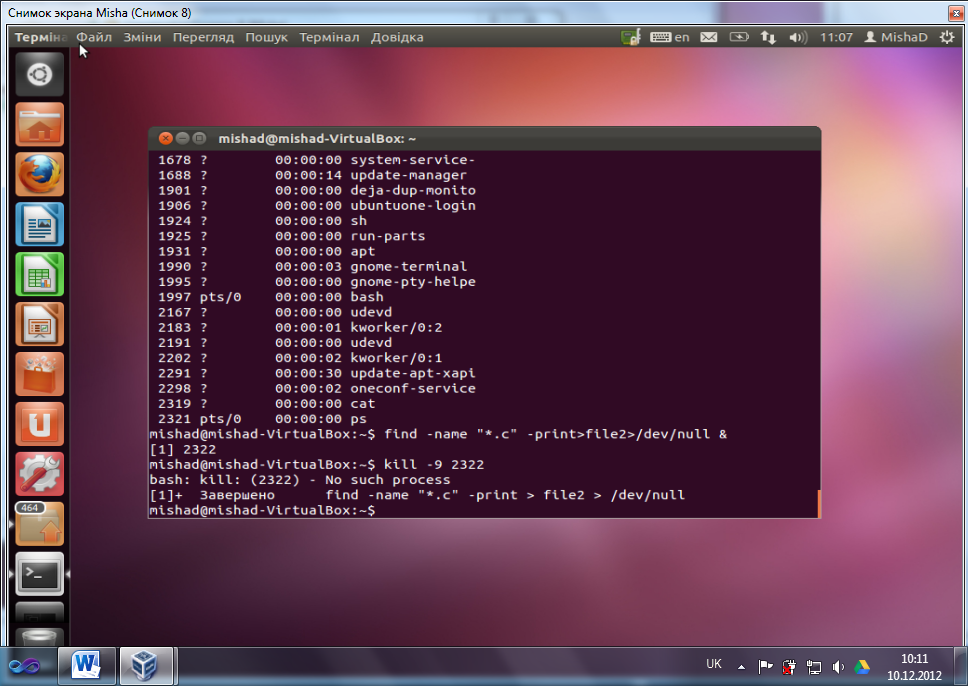 Снимок экрана Misha (Снимок 8)
Терміна Файл Зміни Перегляд Пошук Термінал Довідка en 11:07 MishaD
mishad@mishad-VirtualBox: ~
1678 ? 00:00:00 system-service-
1688 ? 00:00:14 update-manager
1901 ? 00:00:00 deja-dup-monito
1906 ? 00:00:00 ubuntuone-login
1924 ? 00:00:00 sh
1925 ? 00:00:00 run-parts
1931 ? 00:00:00 apt
1990 ? 00:00:03 gnome-terminal
1995 ? 00:00:00 gnome-pty-helpe
1997 pts/0 00:00:00 bash
2167 ? 00:00:00 udevd
2183 ? 00:00:01 kworker/0:2
2191 ? 00:00:00 udevd
2202 ? 00:00:02 kworker/0:1
2291 ? 00:00:30 update-apt-xapi
2298 ? 00:00:02 oneconf-service
2319 ? 00:00:00 cat
2321 pts/0 00:00:00 ps
mishad@mishad-VirtualBox:~$ find -name "*.c" -print>file2>/dev/null &
[1] 2322
mishad@mishad-VirtualBox:~$ kill -9 2322
bash: kill: (2322) - No such process
[1]+ Завершено find -name "*.c" -print > file2 > /dev/null
mishad@mishad-VirtualBox:~$
464
UK
10:11
10.12.2012